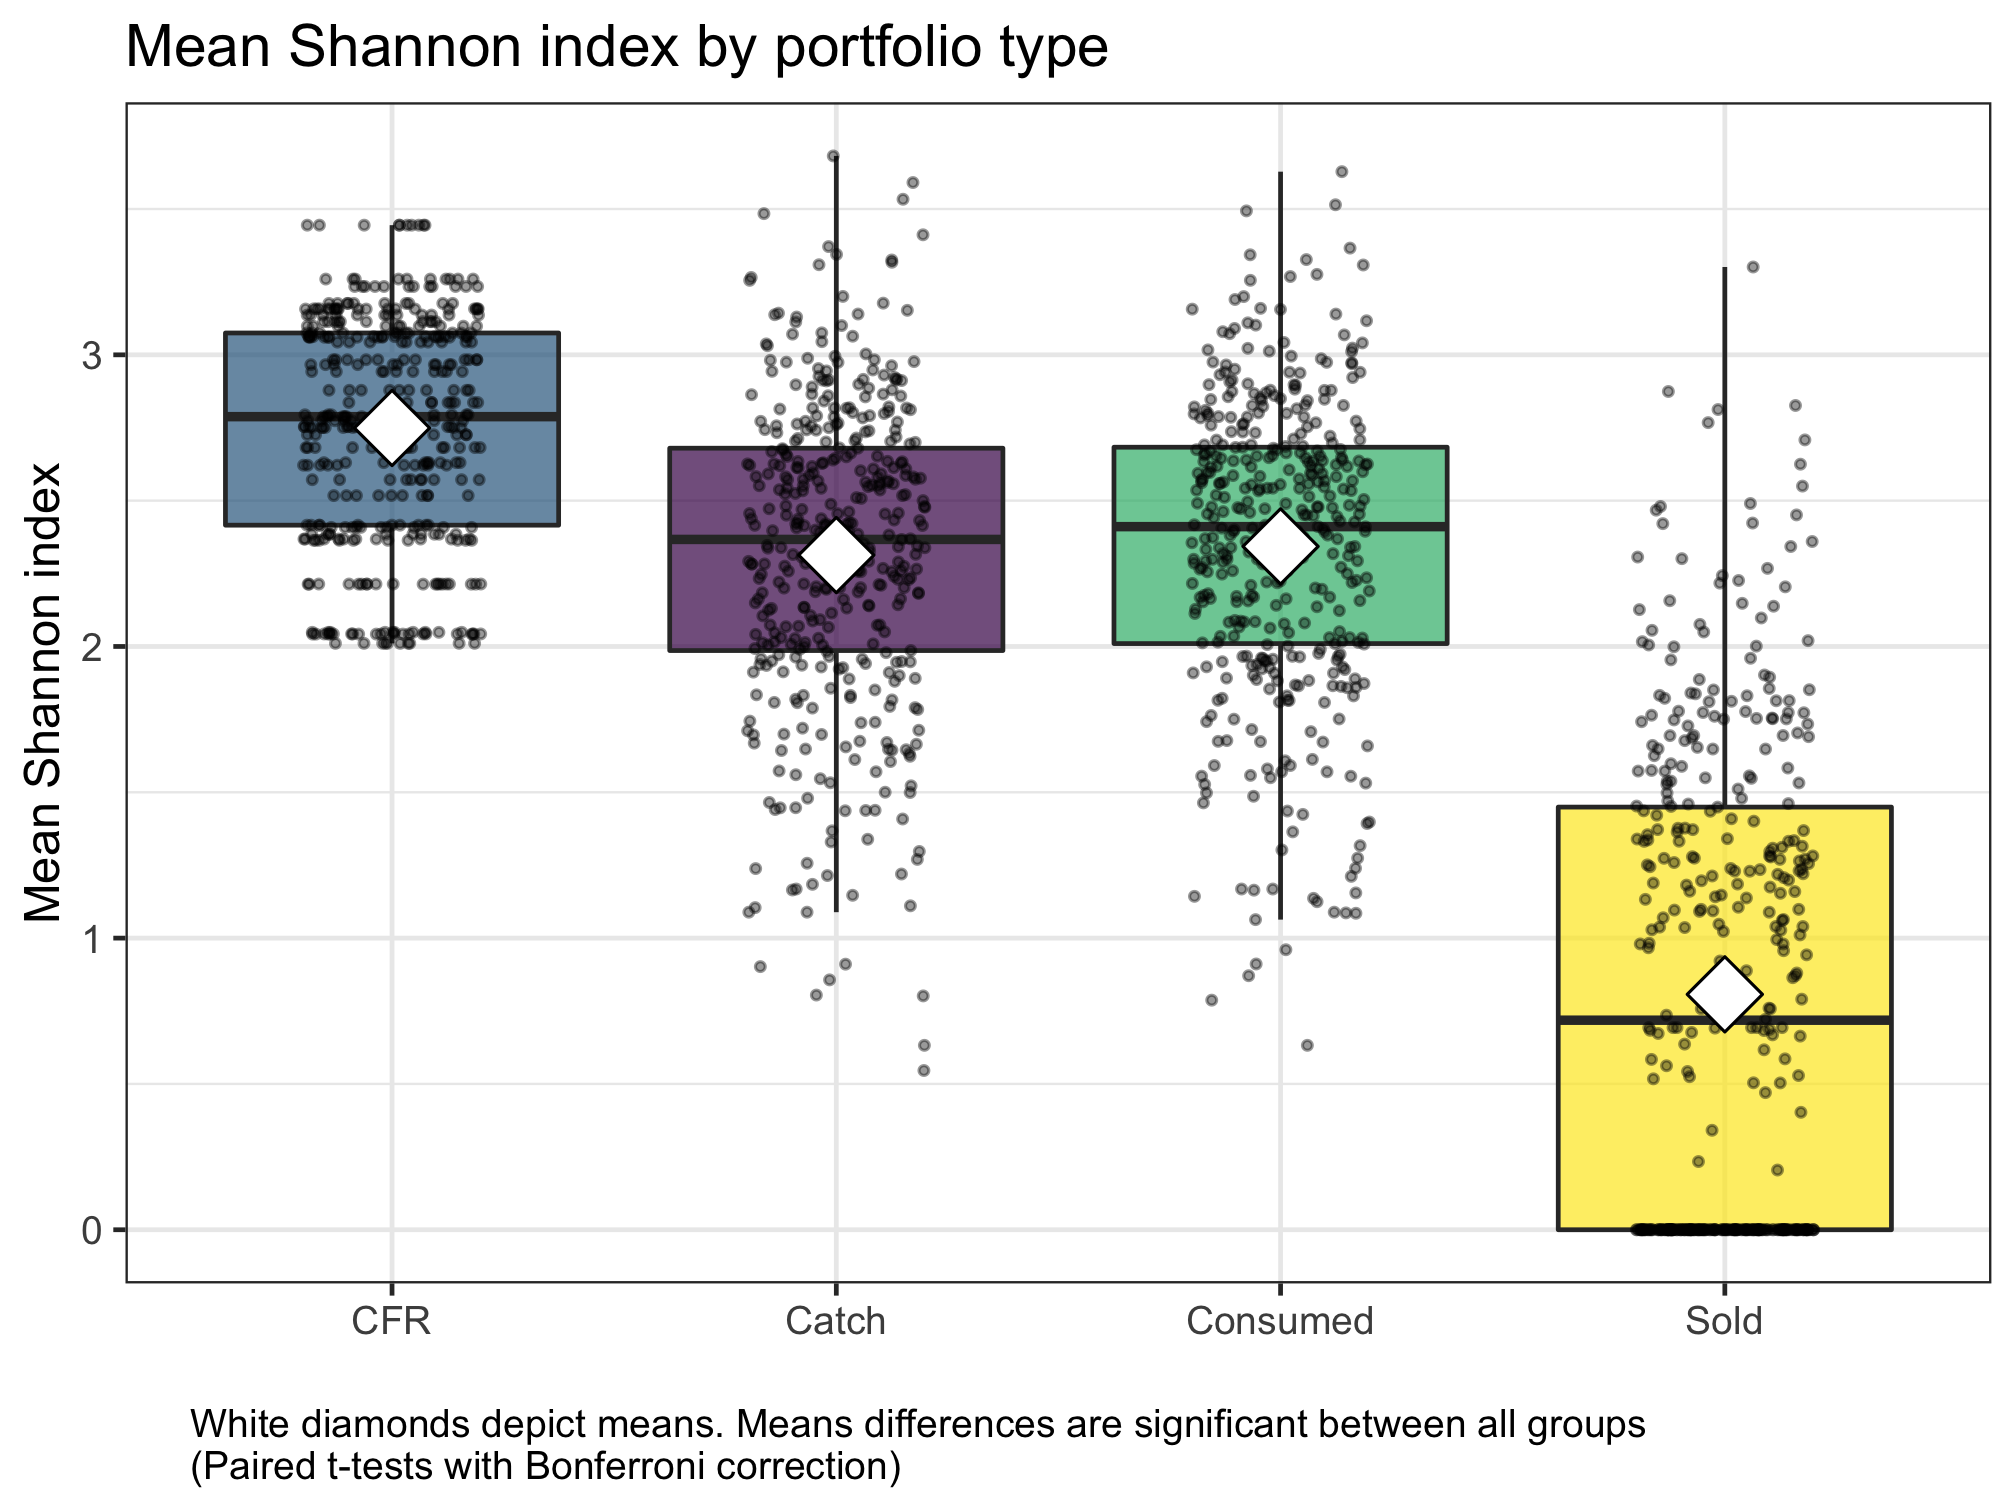 Mean Shannon index by portfolio type
Mean Shannon index
3
2
1
0
CFR Catch Consumed Sold
White diamonds depict means. Means differences are significant between all groups
(Paired t-tests with Bonferroni correction)